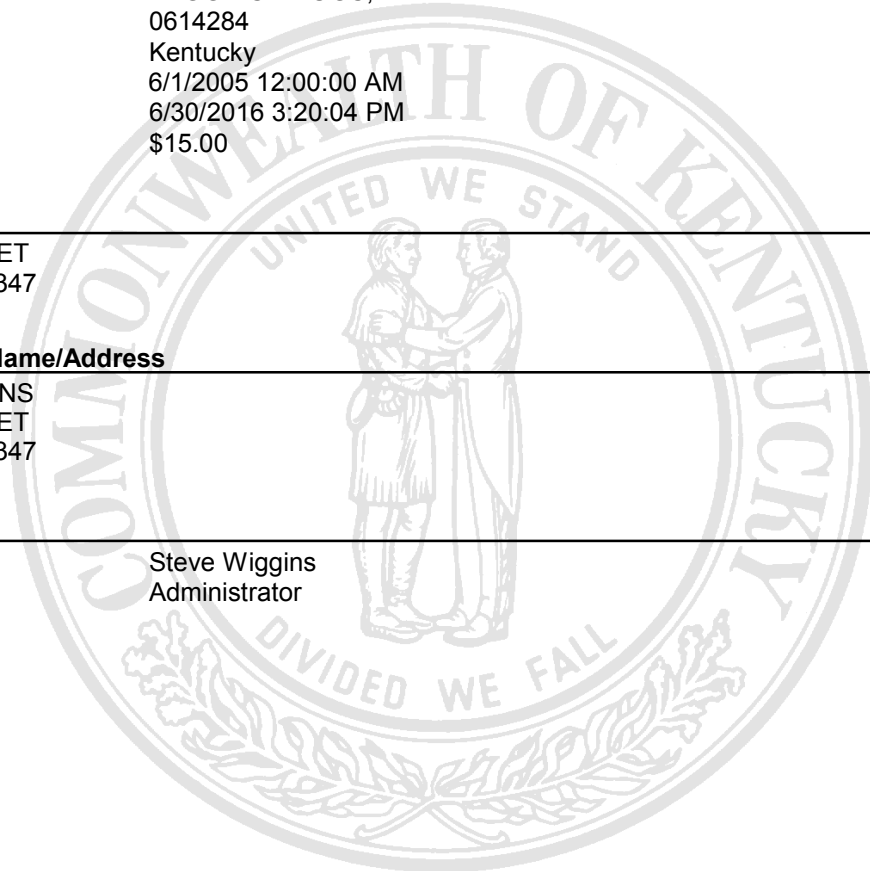 0614284
Kentucky
6/1/2005 12:00:00 AM
6/30/2016 3:20:04 PM
$15.00
ET
347
Name/Address
NS
ET
347
Steve Wiggins
Administrator
COMMONWEALTH OF KENTUCKY
UNITED WE STAND
DIVIDED WE FALL